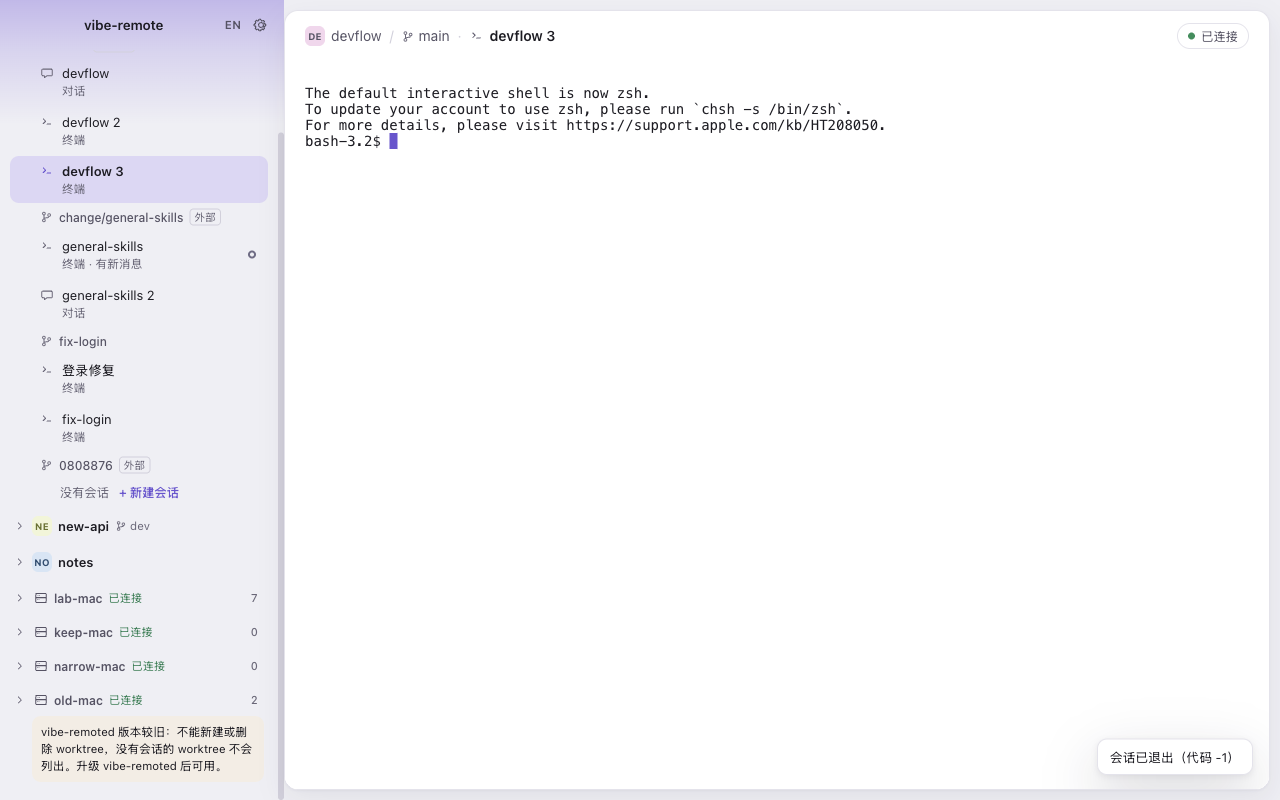 vibe-remote
EN
devflow
对话
devflow 2
终端
devflow 3
终端
change/general-skills 外部
general-skills
终端 · 有新消息
general-skills 2
对话
fix-login
登录修复
终端
fix-login
终端
0808876 外部
没有会话 + 新建会话
NE new-api dev
NO notes
lab-mac 已连接 7
keep-mac 已连接 0
narrow-mac 已连接 0
old-mac 已连接 2
vibe-remoted 版本较旧：不能新建或删
除 worktree，没有会话的 worktree 不会
列出。升级 vibe-remoted 后可用。
DE devflow / main · devflow 3
已连接
The default interactive shell is now zsh.
To update your account to use zsh, please run `chsh -s /bin/zsh`.
For more details, please visit https://support.apple.com/kb/HT208050.
bash-3.2$
会话已退出（代码 -1）